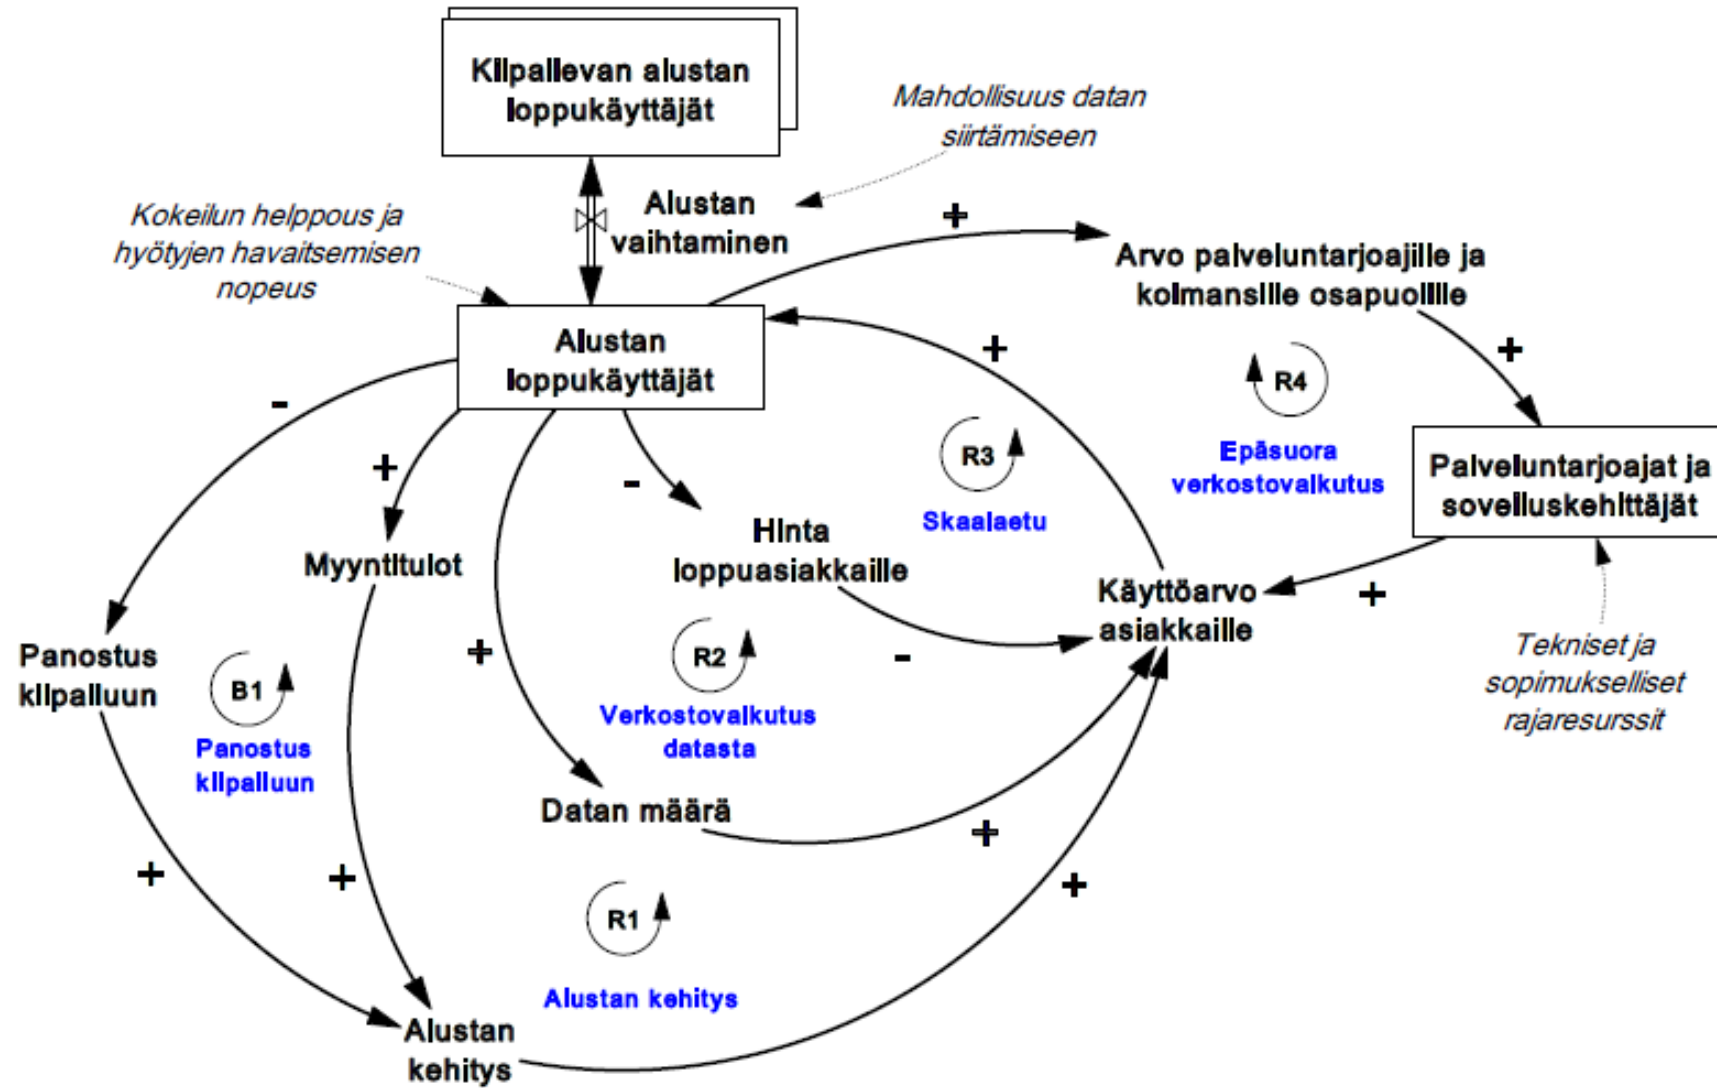 Kilpailevan alustan
loppukäyttäjät
Mahdollisuus datan
siirtämiseen
Alustan
vaihtaminen
Kokeilun helppous ja
hyötyjen havaitsemisen
nopeus
+
Arvo palveluntarjoajille ja
kolmansille osapuolille
Alustan
loppukäyttäjät
+
+
R4
Epäsuora
verkostovaikutus
-
+
-
R3
Skaalaetu
Palveluntarjoajat ja
sovelluskehittäjät
Hinta
loppuasiakkaille
Myyntitulot
Käyttöarvo
asiakkaille
+
Panostus
kilpailuun
B1
Panostus
kilpailuun
+
R2
Verkostovaikutus
datasta
-
Tekniset ja
sopimukselliset
rajaresurssit
Datan määrä
+
+
+
+
R1
Alustan kehitys
Alustan
kehitys